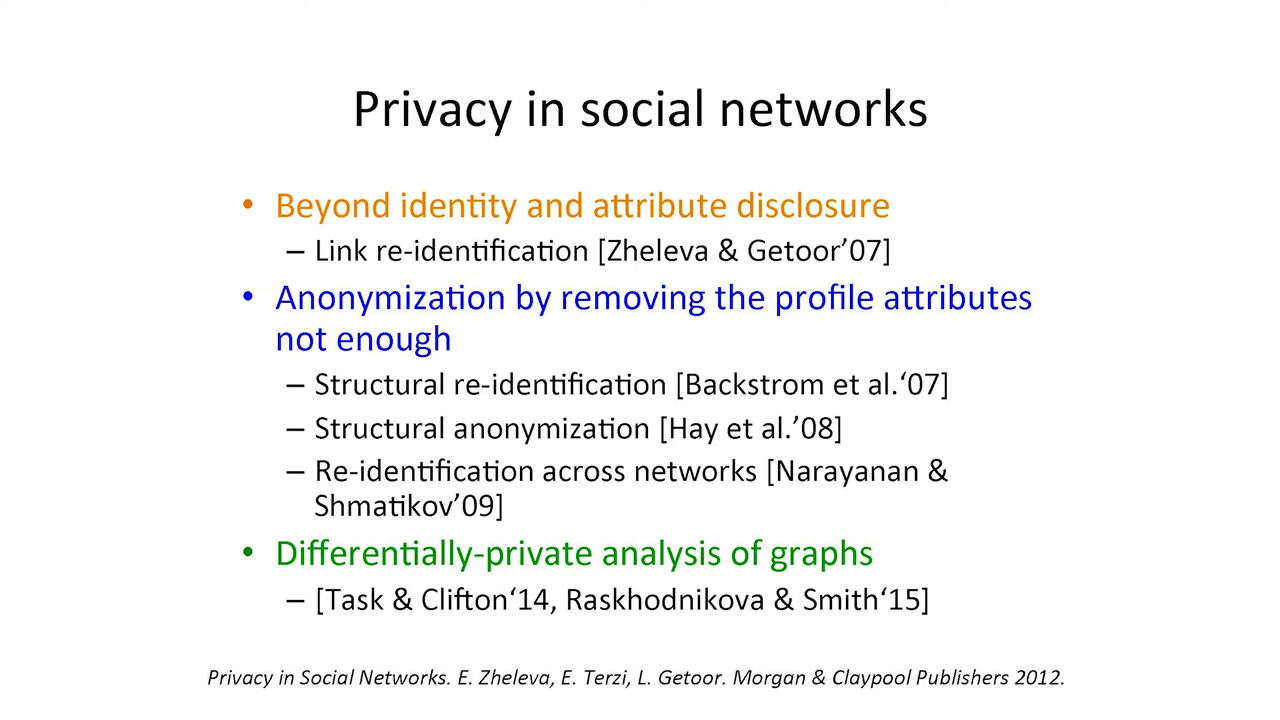 Privacy in social networks
• Beyond identity and attribute disclosure
– Link re-identification [Zheleva & Getoor’07]
• Anonymization by removing the profile attributes
not enough
– Structural re-identification [Backstrom et al.‘07]
– Structural anonymization [Hay et al.’08]
– Re-identification across networks [Narayanan &
Shmatikov’09]
• Differentially-private analysis of graphs
– [Task & Clifton‘14, Raskhodnikova & Smith‘15]
Privacy in Social Networks. E. Zheleva, E. Terzi, L. Getoor. Morgan & Claypool Publishers 2012.